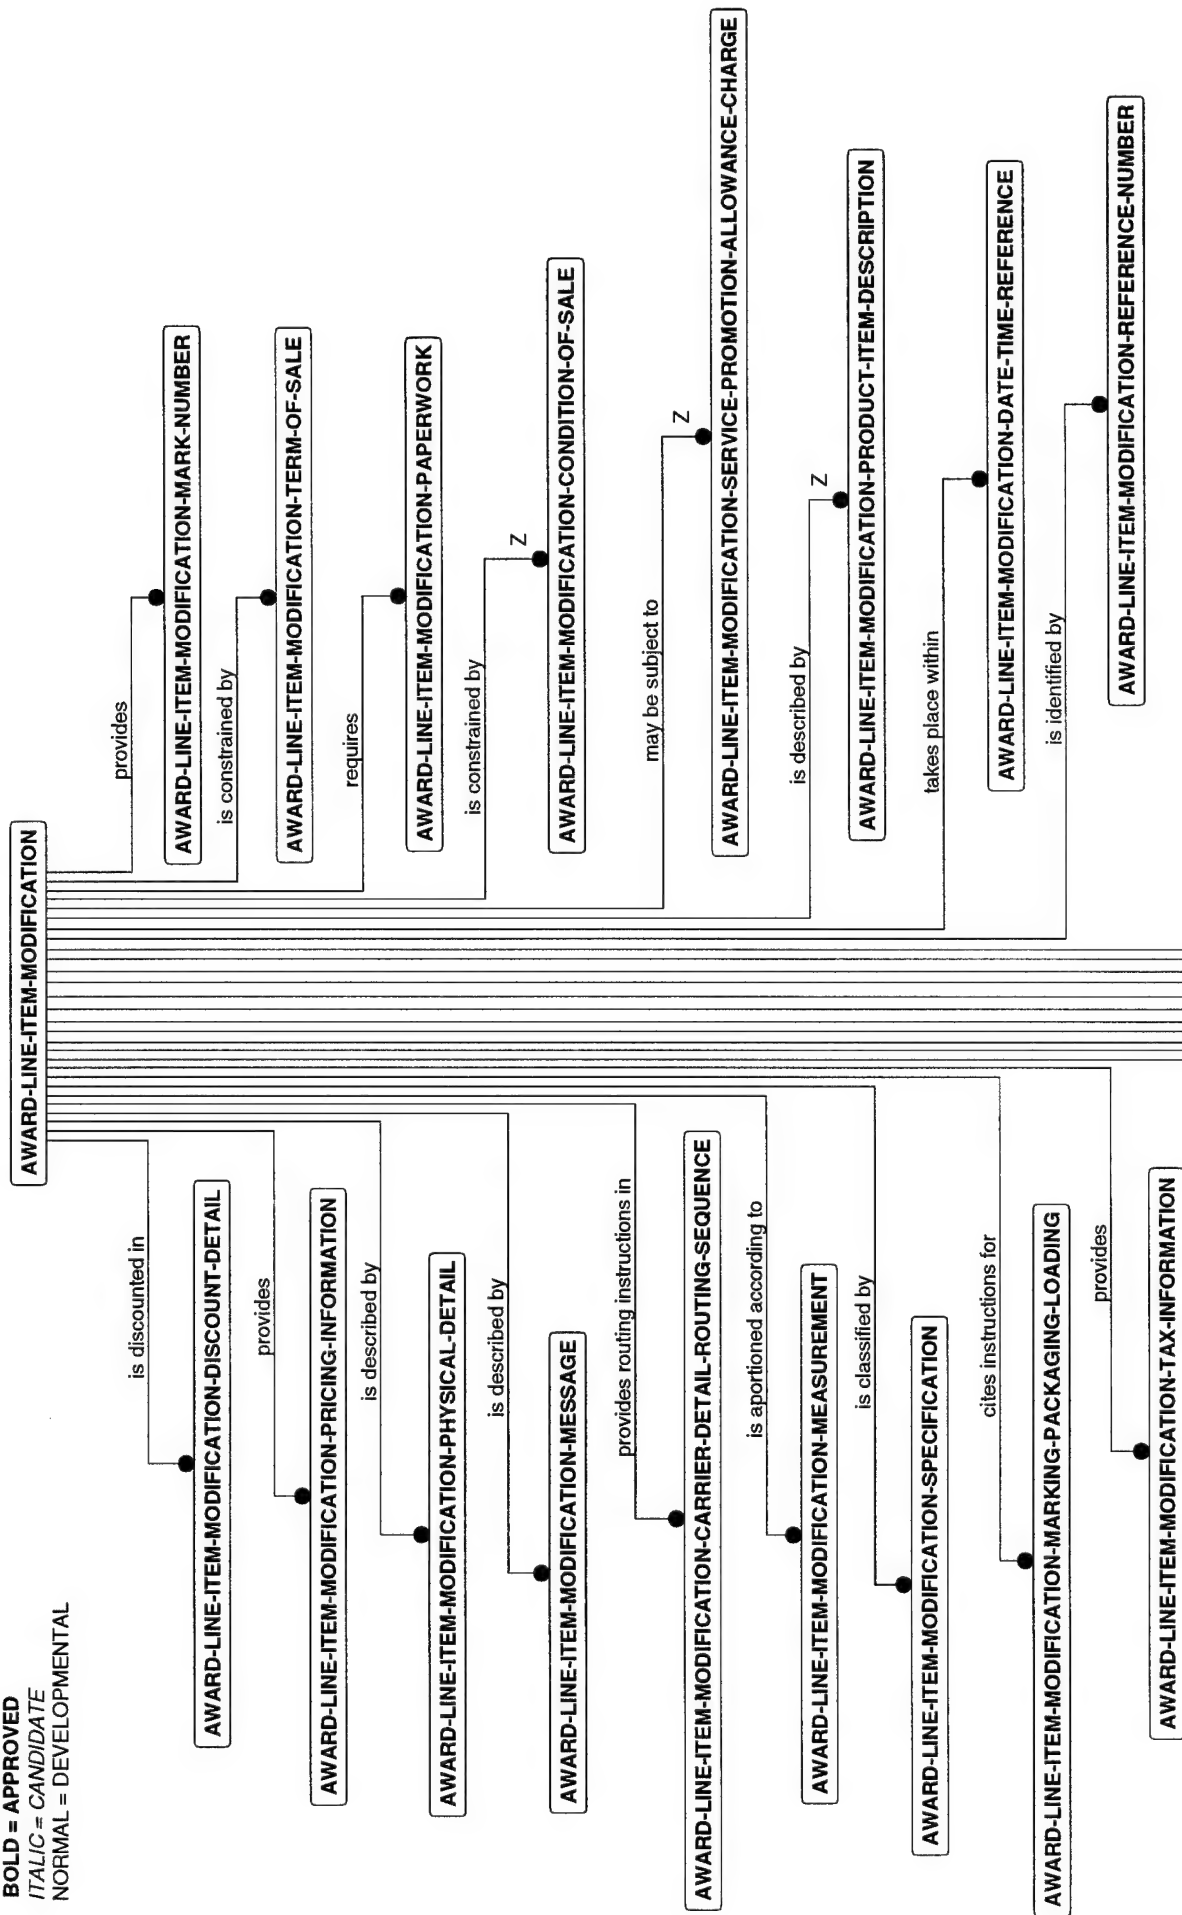 BOLD = APPROVED
ITALIC = CANDIDATE
NORMAL = DEVELOPMENTAL
AWARD-LINE-ITEM-MODIFICATION
is discounted in
AWARD-LINE-ITEM-MODIFICATION-DISCOUNT-DETAIL
provides
AWARD-LINE-ITEM-MODIFICATION-PRICING-INFORMATION
is described by
AWARD-LINE-ITEM-MODIFICATION-PHYSICAL-DETAIL
is described by
AWARD-LINE-ITEM-MODIFICATION-MESSAGE
provides routing instructions in
AWARD-LINE-ITEM-MODIFICATION-CARRIER-DETAIL-ROUTING-SEQUENCE
is aportioned according to
AWARD-LINE-ITEM-MODIFICATION-MEASUREMENT
is classified by
AWARD-LINE-ITEM-MODIFICATION-SPECIFICATION
cites instructions for
AWARD-LINE-ITEM-MODIFICATION-MARKING-PACKAGING-LOADING
provides
AWARD-LINE-ITEM-MODIFICATION-TAX-INFORMATION
provides
AWARD-LINE-ITEM-MODIFICATION-MARK-NUMBER
is constrained by
AWARD-LINE-ITEM-MODIFICATION-TERM-OF-SALE
requires
AWARD-LINE-ITEM-MODIFICATION-PAPERWORK
is constrained by
Z
AWARD-LINE-ITEM-MODIFICATION-CONDITION-OF-SALE
may be subject to
Z
AWARD-LINE-ITEM-MODIFICATION-SERVICE-PROMOTION-ALLOWANCE-CHARGE
is described by
Z
AWARD-LINE-ITEM-MODIFICATION-PRODUCT-ITEM-DESCRIPTION
takes place within
AWARD-LINE-ITEM-MODIFICATION-DATE-TIME-REFERENCE
is identified by
AWARD-LINE-ITEM-MODIFICATION-REFERENCE-NUMBER